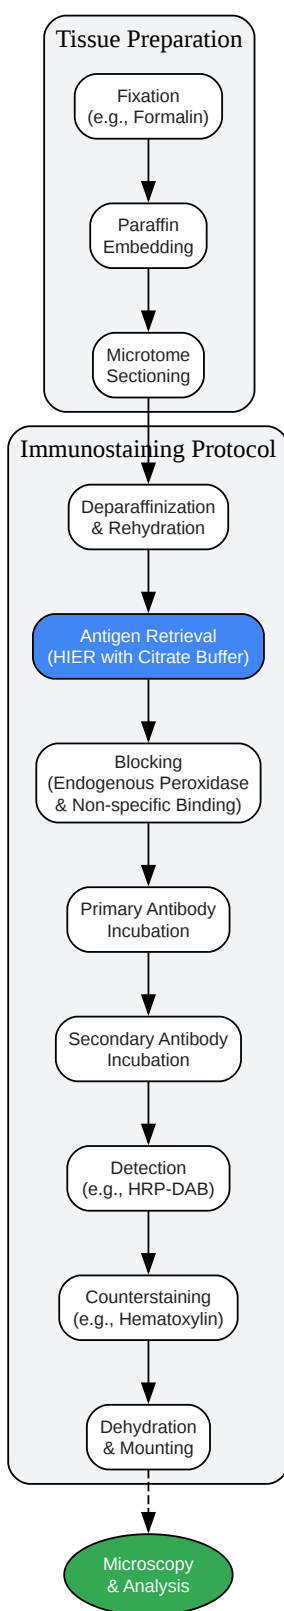 Tissue Preparation
Fixation
(e.g., Formalin)
Paraffin
Embedding
Microtome
Sectioning
Immunostaining Protocol
Deparaffinization
& Rehydration
Antigen Retrieval
(HIER with Citrate Buffer)
Blocking
(Endogenous Peroxidase
& Non-specific Binding)
Primary Antibody
Incubation
Secondary Antibody
Incubation
Detection
(e.g., HRP-DAB)
Counterstaining
(e.g., Hematoxylin)
Dehydration
& Mounting
Microscopy
& Analysis